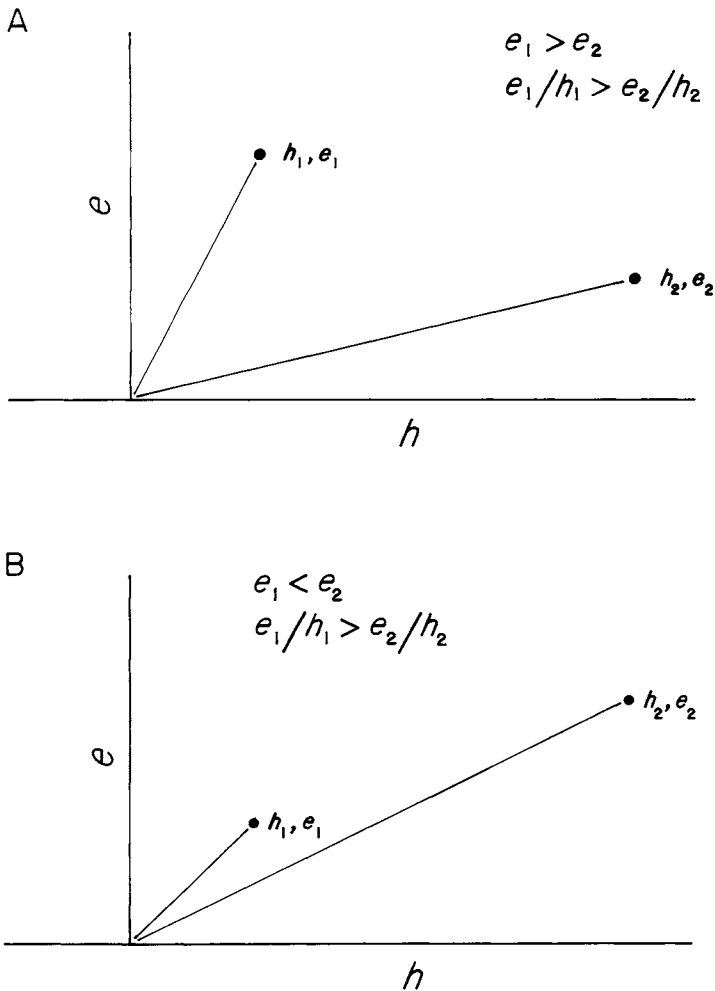 A
e₁ > e₂
e₁/h₁ > e₂/h₂
h₁, e₁
e
h₂, e₂
h
B
e₁ < e₂
e₁/h₁ > e₂/h₂
h₂, e₂
e
h₁, e₁
h